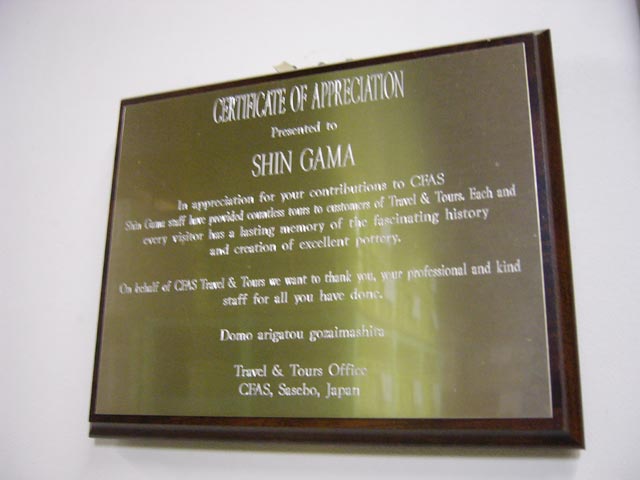 CERTIFICATE OF APPRECIATION
Presented to
SHIN GAMA
In appreciation for your contributions to CFAS
Shin Gama staff have provided countless tours to customers of Travel & Tours. Each and
every visitor has a lasting memory of the fascinating history
and creation of excellent pottery.
On behalf of CFAS Travel & Tours we want to thank you, your professional and kind
staff for all you have done.
Domo arigatou gozaimashita
Travel & Tours Office
CFAS, Sasebo, Japan